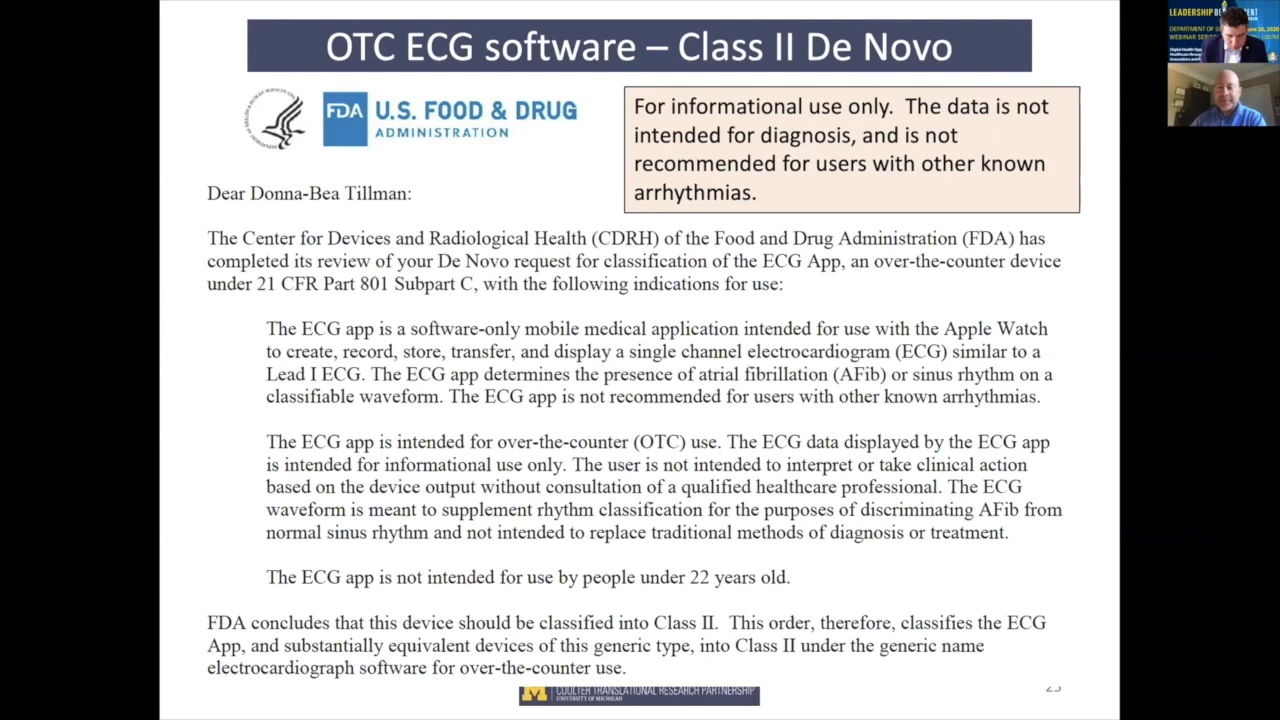 OTC ECG software – Class II De Novo
FDA U.S. FOOD & DRUG
ADMINISTRATION
For informational use only.  The data is not
intended for diagnosis, and is not
recommended for users with other known
arrhythmias.
Dear Donna-Bea Tillman:
The Center for Devices and Radiological Health (CDRH) of the Food and Drug Administration (FDA) has
completed its review of your De Novo request for classification of the ECG App, an over-the-counter device
under 21 CFR Part 801 Subpart C, with the following indications for use:
The ECG app is a software-only mobile medical application intended for use with the Apple Watch
to create, record, store, transfer, and display a single channel electrocardiogram (ECG) similar to a
Lead I ECG. The ECG app determines the presence of atrial fibrillation (AFib) or sinus rhythm on a
classifiable waveform. The ECG app is not recommended for users with other known arrhythmias.
The ECG app is intended for over-the-counter (OTC) use. The ECG data displayed by the ECG app
is intended for informational use only. The user is not intended to interpret or take clinical action
based on the device output without consultation of a qualified healthcare professional. The ECG
waveform is meant to supplement rhythm classification for the purposes of discriminating AFib from
normal sinus rhythm and not intended to replace traditional methods of diagnosis or treatment.
The ECG app is not intended for use by people under 22 years old.
FDA concludes that this device should be classified into Class II.  This order, therefore, classifies the ECG
App, and substantially equivalent devices of this generic type, into Class II under the generic name
electrocardiograph software for over-the-counter use.
COULTER TRANSLATIONAL RESEARCH PARTNERSHIP
UNIVERSITY OF MICHIGAN
LEADERSHIP
DEPARTMENT OF
WEBINAR